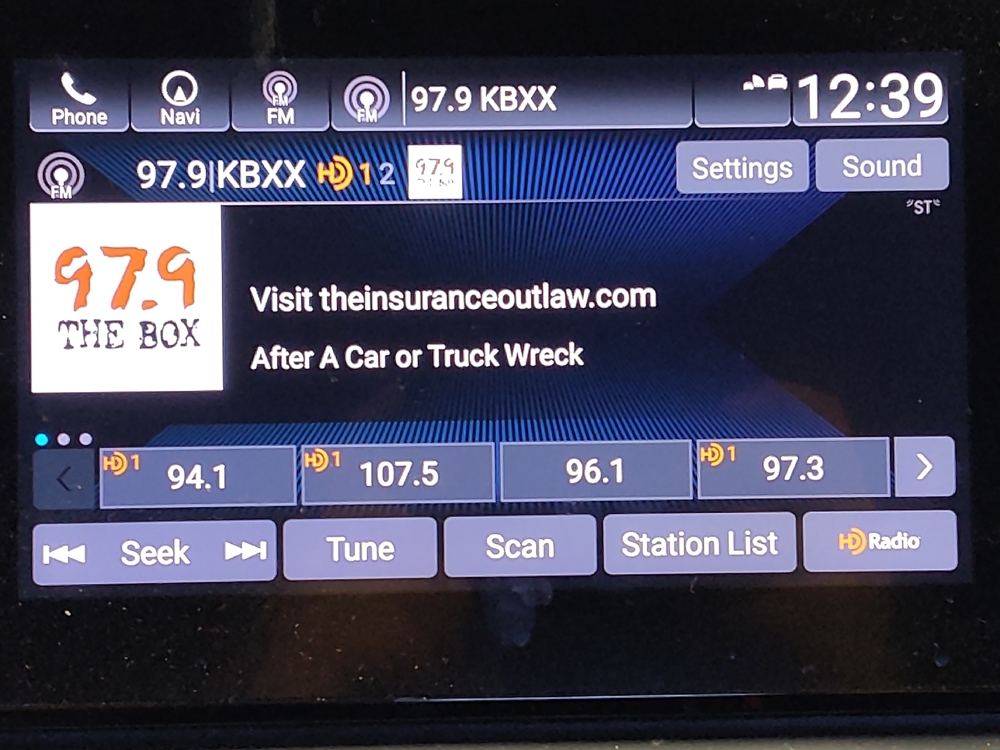 Phone
Navi
FM
FM
97.9 KBXX
12:39
FM
97.9|KBXX HD 1 2
97.9
Settings
Sound
"ST"
97.9
THE BOX
Visit theinsuranceoutlaw.com
After A Car or Truck Wreck
HD 1 94.1
HD 1 107.5
96.1
HD 1 97.3
Seek
Tune
Scan
Station List
HD Radio